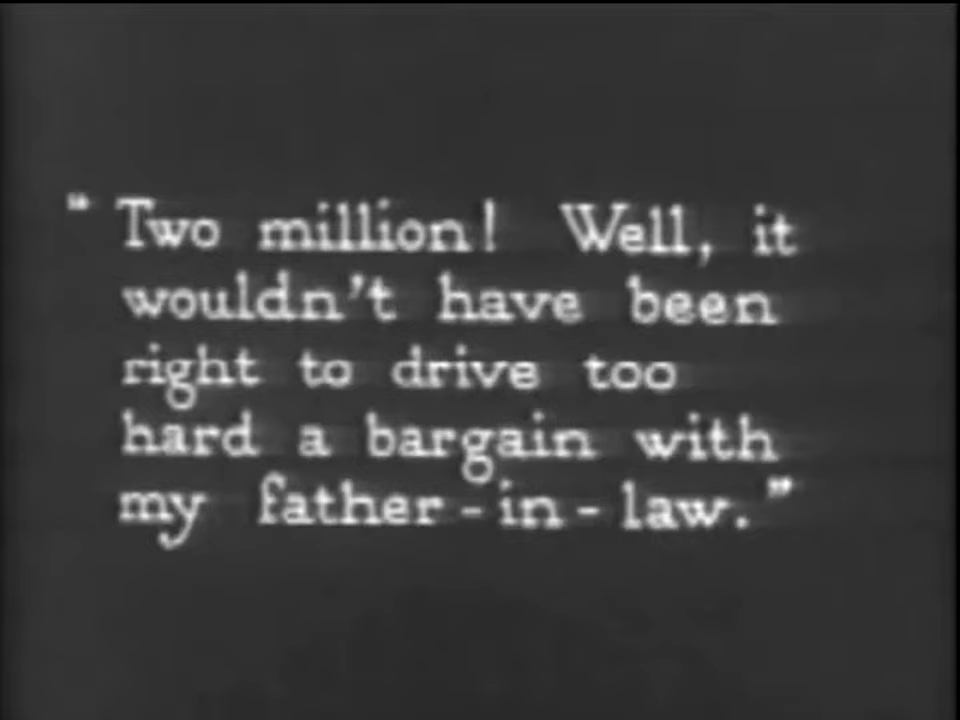 " Two million! Well, it
wouldn't have been
right to drive too
hard a bargain with
my father-in-law."